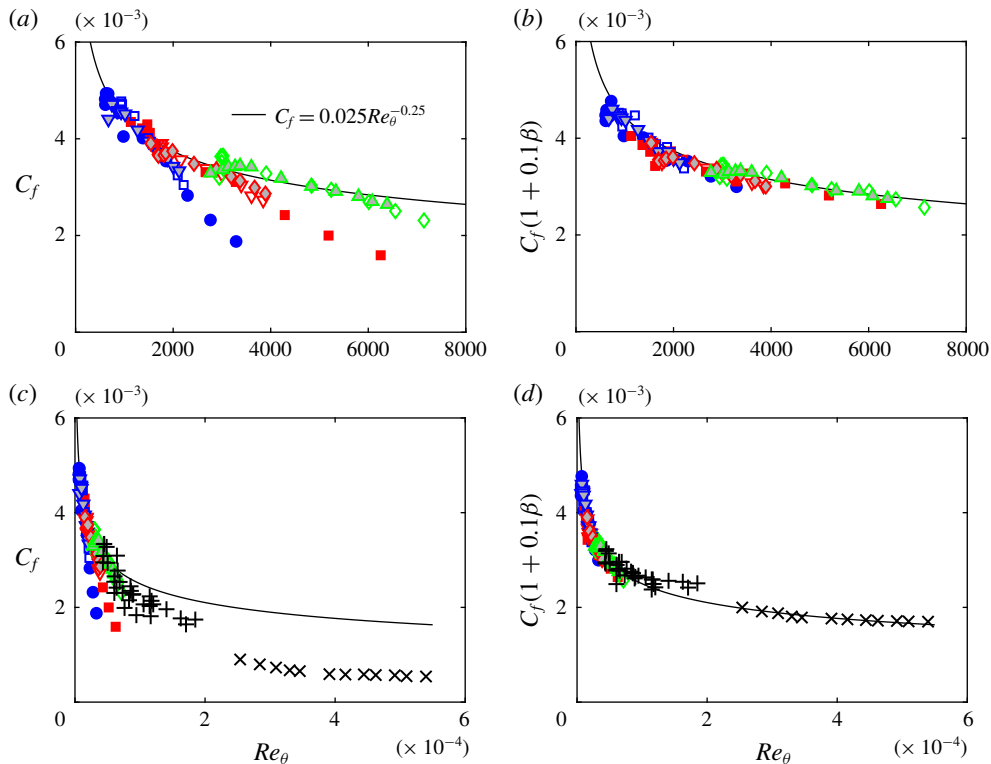 (a) (× 10⁻³) (b) (× 10⁻³)
6 6
C_f = 0.025Re_θ^−0.25
4 4
C_f C_f(1 + 0.1β)
2 2
0 2000 4000 6000 8000 0 2000 4000 6000 8000
(c) (× 10⁻³) (d) (× 10⁻³)
6 6
4 4
C_f C_f(1 + 0.1β)
2 2
0 2 4 6 0 2 4 6
Re_θ (× 10⁻⁴) Re_θ (× 10⁻⁴)